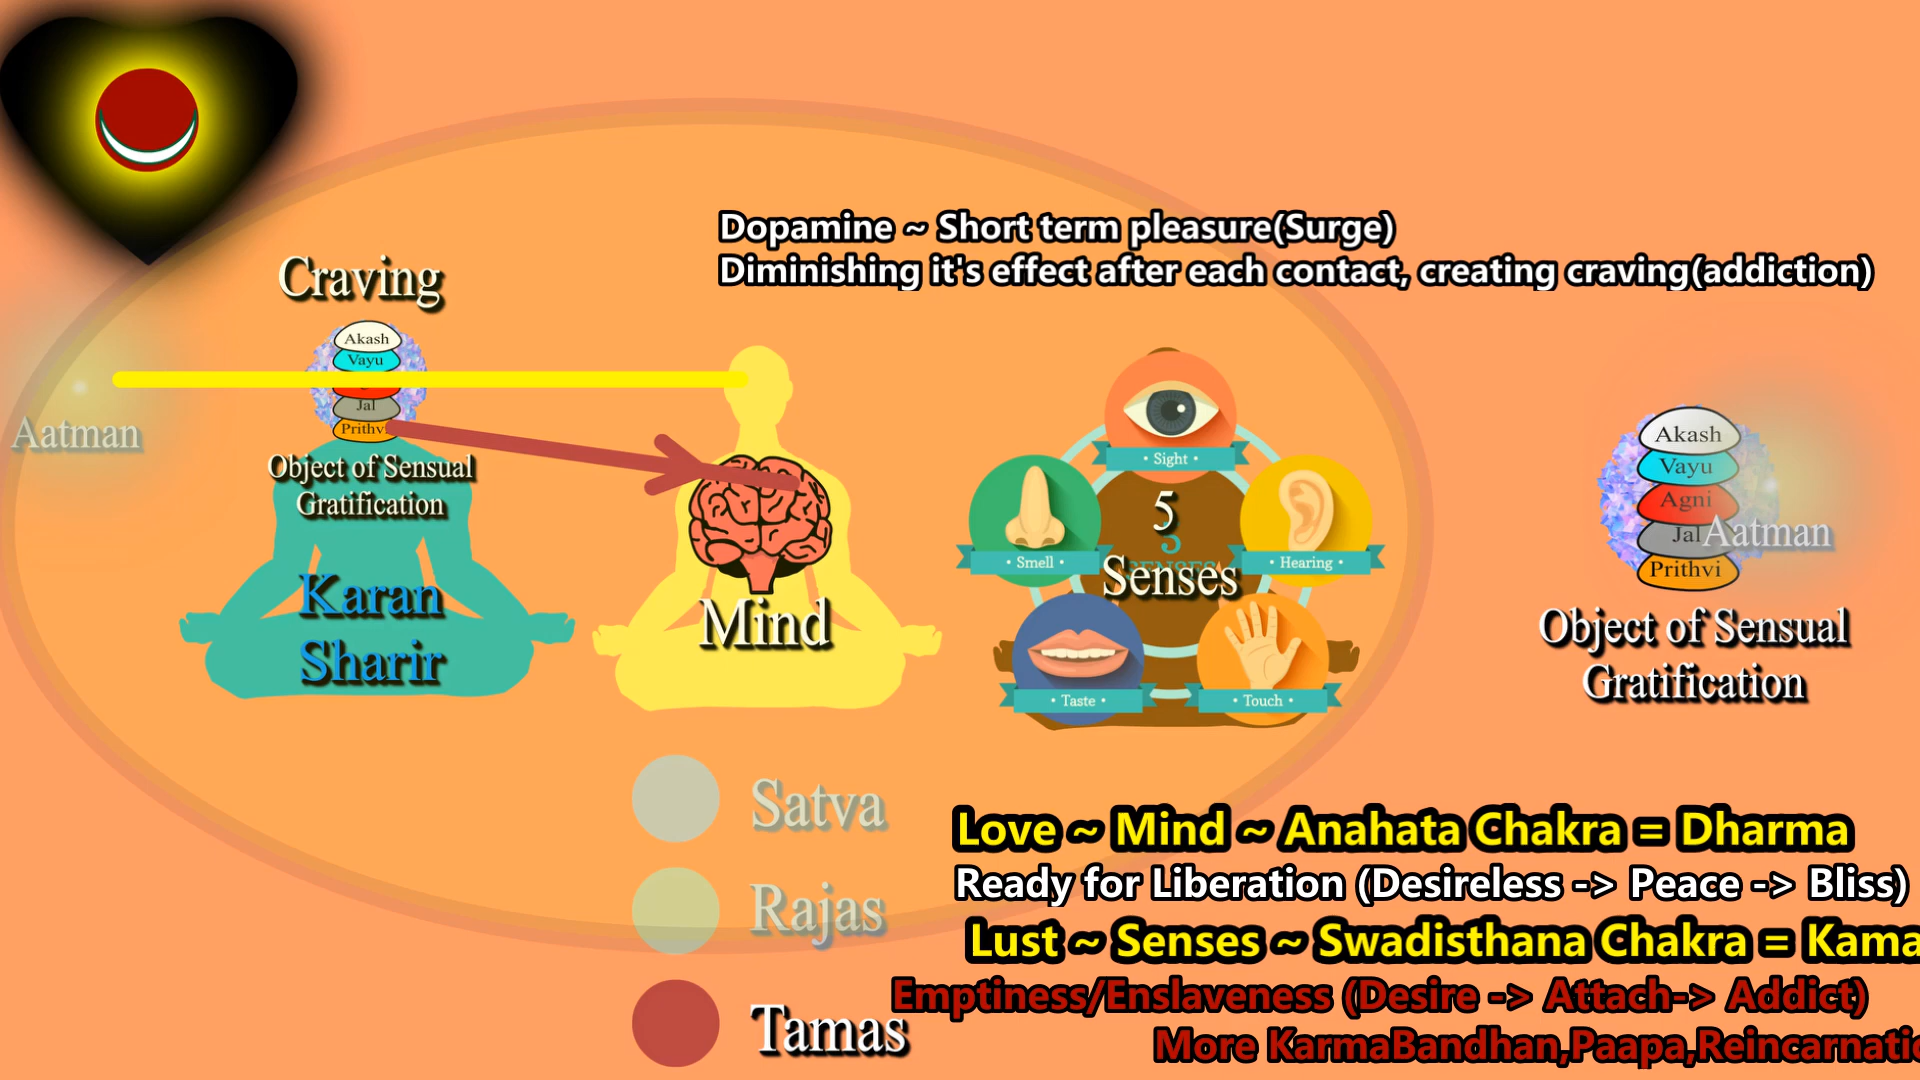 Dopamine ~ Short term pleasure(Surge)
Diminishing it's effect after each contact, creating craving(addiction)
Craving
Akash
Vayu
Jal
Prithvi
Aatman
Object of Sensual
Gratification
Karan
Sharir
Mind
• Sight •
• Smell •
• Hearing •
5
Senses
• Taste •
• Touch •
Akash
Vayu
Agni
Jal
Prithvi
Aatman
Object of Sensual
Gratification
Satva
Rajas
Tamas
Love ~ Mind ~ Anahata Chakra = Dharma
Ready for Liberation (Desireless -> Peace -> Bliss)
Lust ~ Senses ~ Swadisthana Chakra = Kama
Emptiness/Enslaveness (Desire -> Attach-> Addict)
More KarmaBandhan,Paapa,Reincarnatio